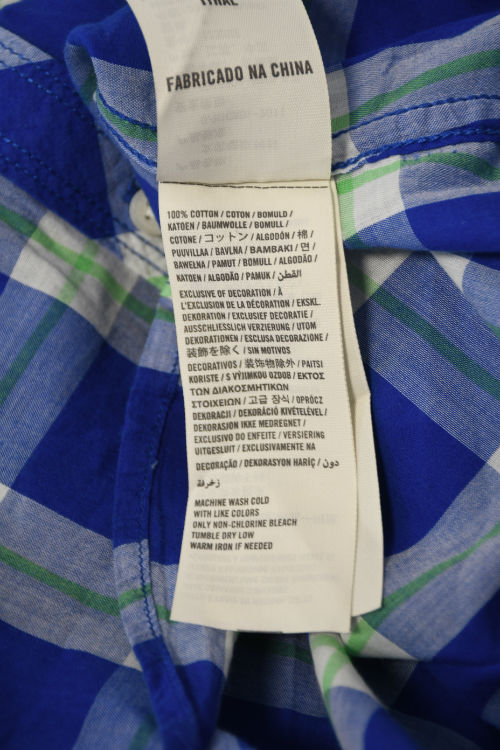 FABRICADO NA CHINA
100% COTTON / COTON / BOMULD /
KATOEN / BAUMWOLLE / BOMULL /
COTONE / コットン / ALGODÓN / 棉 /
PUUVILLAA / BAVLNA / BAMBAKI / 면 /
BAWEŁNA / PAMUT / BOMULL / ALGODÃO /
KATOEN / ALGODÃO / PAMUK / القطن
EXCLUSIVE OF DECORATION / À
L'EXCLUSION DE LA DÉCORATION / EKSKL.
DEKORATION / EXCLUSIEF DECORATIE /
AUSSCHLIESSLICH VERZIERUNG / UTOM
DEKORATIONEN / ESCLUSA DECORAZIONE /
装飾を除く / SIN MOTIVOS
DECORATIVOS / 装饰物除外 / PAITSI
KORISTE / S VÝJIMKOU OZDOB / ΕΚΤΟΣ
ΤΩΝ ΔΙΑΚΟΣΜΗΤΙΚΩΝ
ΣΤΟΙΧΕΙΩΝ / 고급 장식 / OPRÓCZ
DEKORACJI / DEKORÁCIÓ KIVÉTELÉVEL /
DEKORASJON IKKE MEDREGNET /
EXCLUSIVO DO ENFEITE / VERSIERING
UITGESLUIT / EXCLUSIVAMENTE NA
DECORAÇÃO / DEKORASYON HARİÇ / دون
زخرفة
MACHINE WASH COLD
WITH LIKE COLORS
ONLY NON-CHLORINE BLEACH
TUMBLE DRY LOW
WARM IRON IF NEEDED